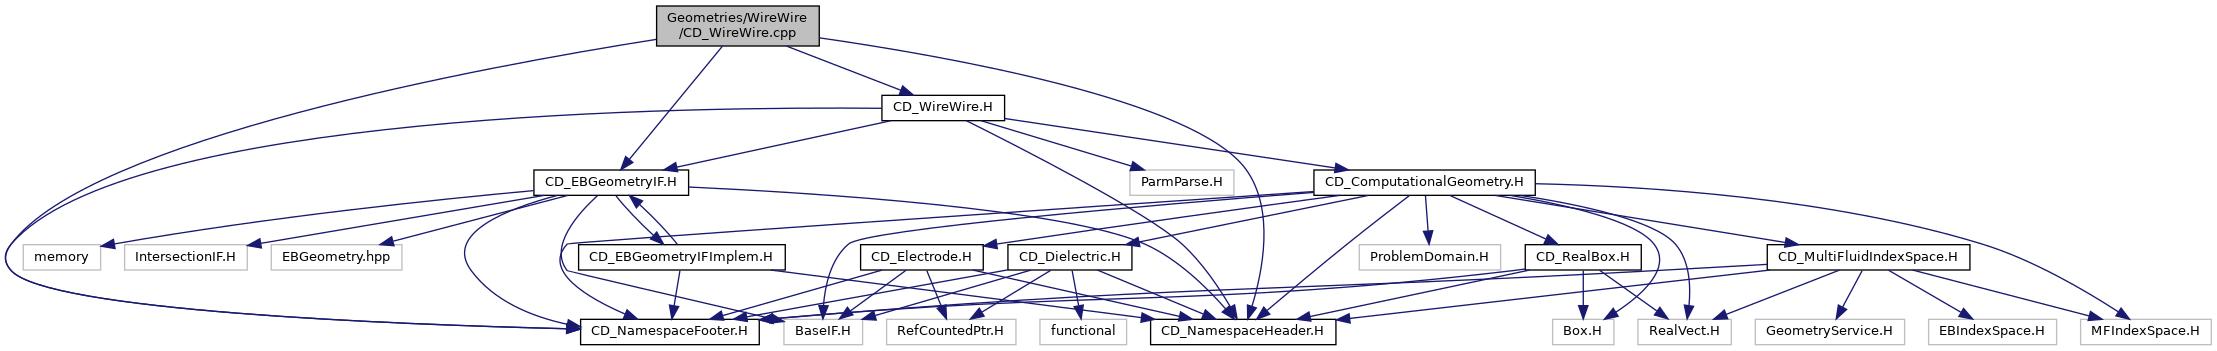 Geometries/WireWire
/CD_WireWire.cpp
CD_WireWire.H
CD_EBGeometryIF.H
ParmParse.H
CD_ComputationalGeometry.H
memory
IntersectionIF.H
EBGeometry.hpp
CD_EBGeometryIFImplem.H
CD_Electrode.H
CD_Dielectric.H
ProblemDomain.H
CD_RealBox.H
CD_MultiFluidIndexSpace.H
CD_NamespaceFooter.H
BaseIF.H
RefCountedPtr.H
functional
CD_NamespaceHeader.H
Box.H
RealVect.H
GeometryService.H
EBIndexSpace.H
MFIndexSpace.H